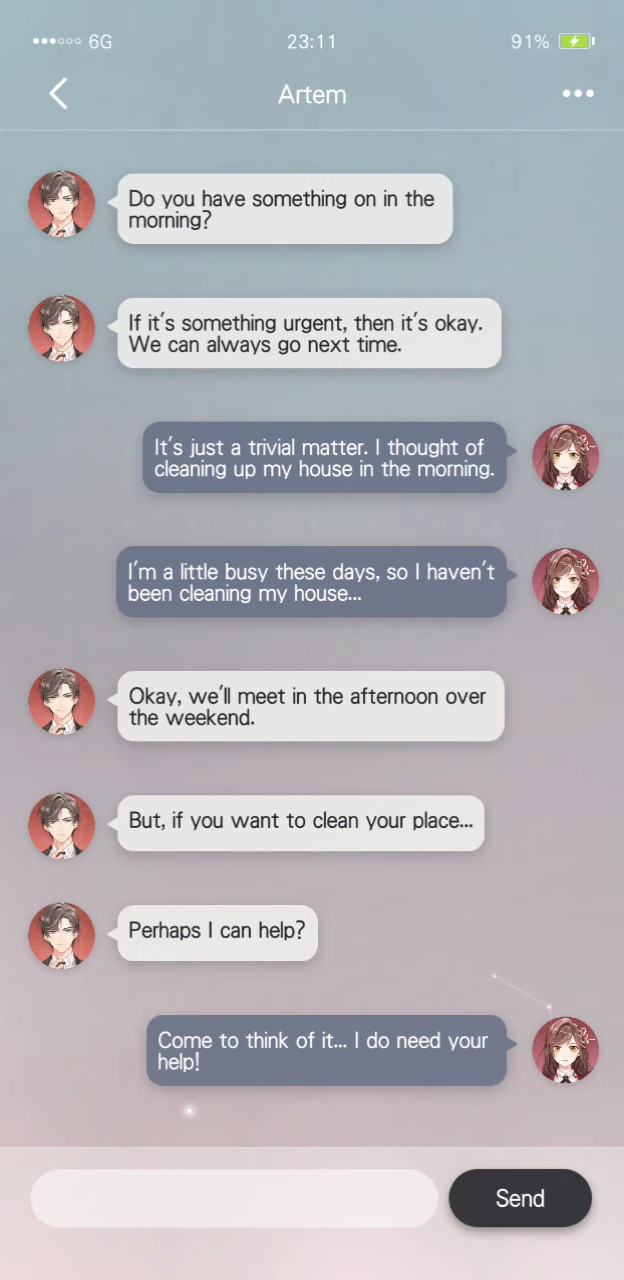 6G 23:11 91%
Artem
Do you have something on in the
morning?
If it's something urgent, then it's okay.
We can always go next time.
It's just a trivial matter. I thought of
cleaning up my house in the morning.
I'm a little busy these days, so I haven't
been cleaning my house...
Okay, we'll meet in the afternoon over
the weekend.
But, if you want to clean your place...
Perhaps I can help?
Come to think of it... I do need your
help!
Send